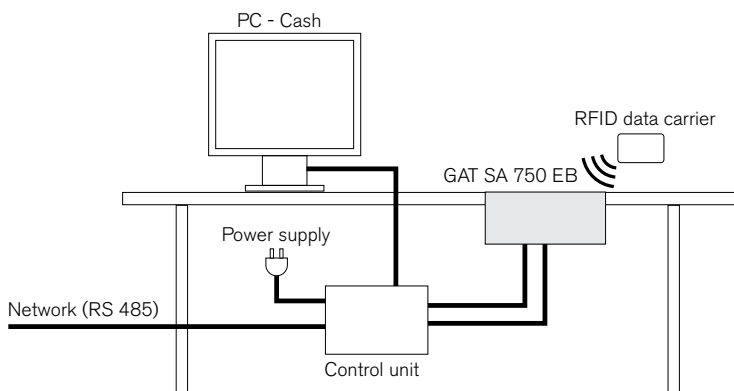 PC - Cash
RFID data carrier
GAT SA 750 EB
Power supply
Network (RS 485)
Control unit